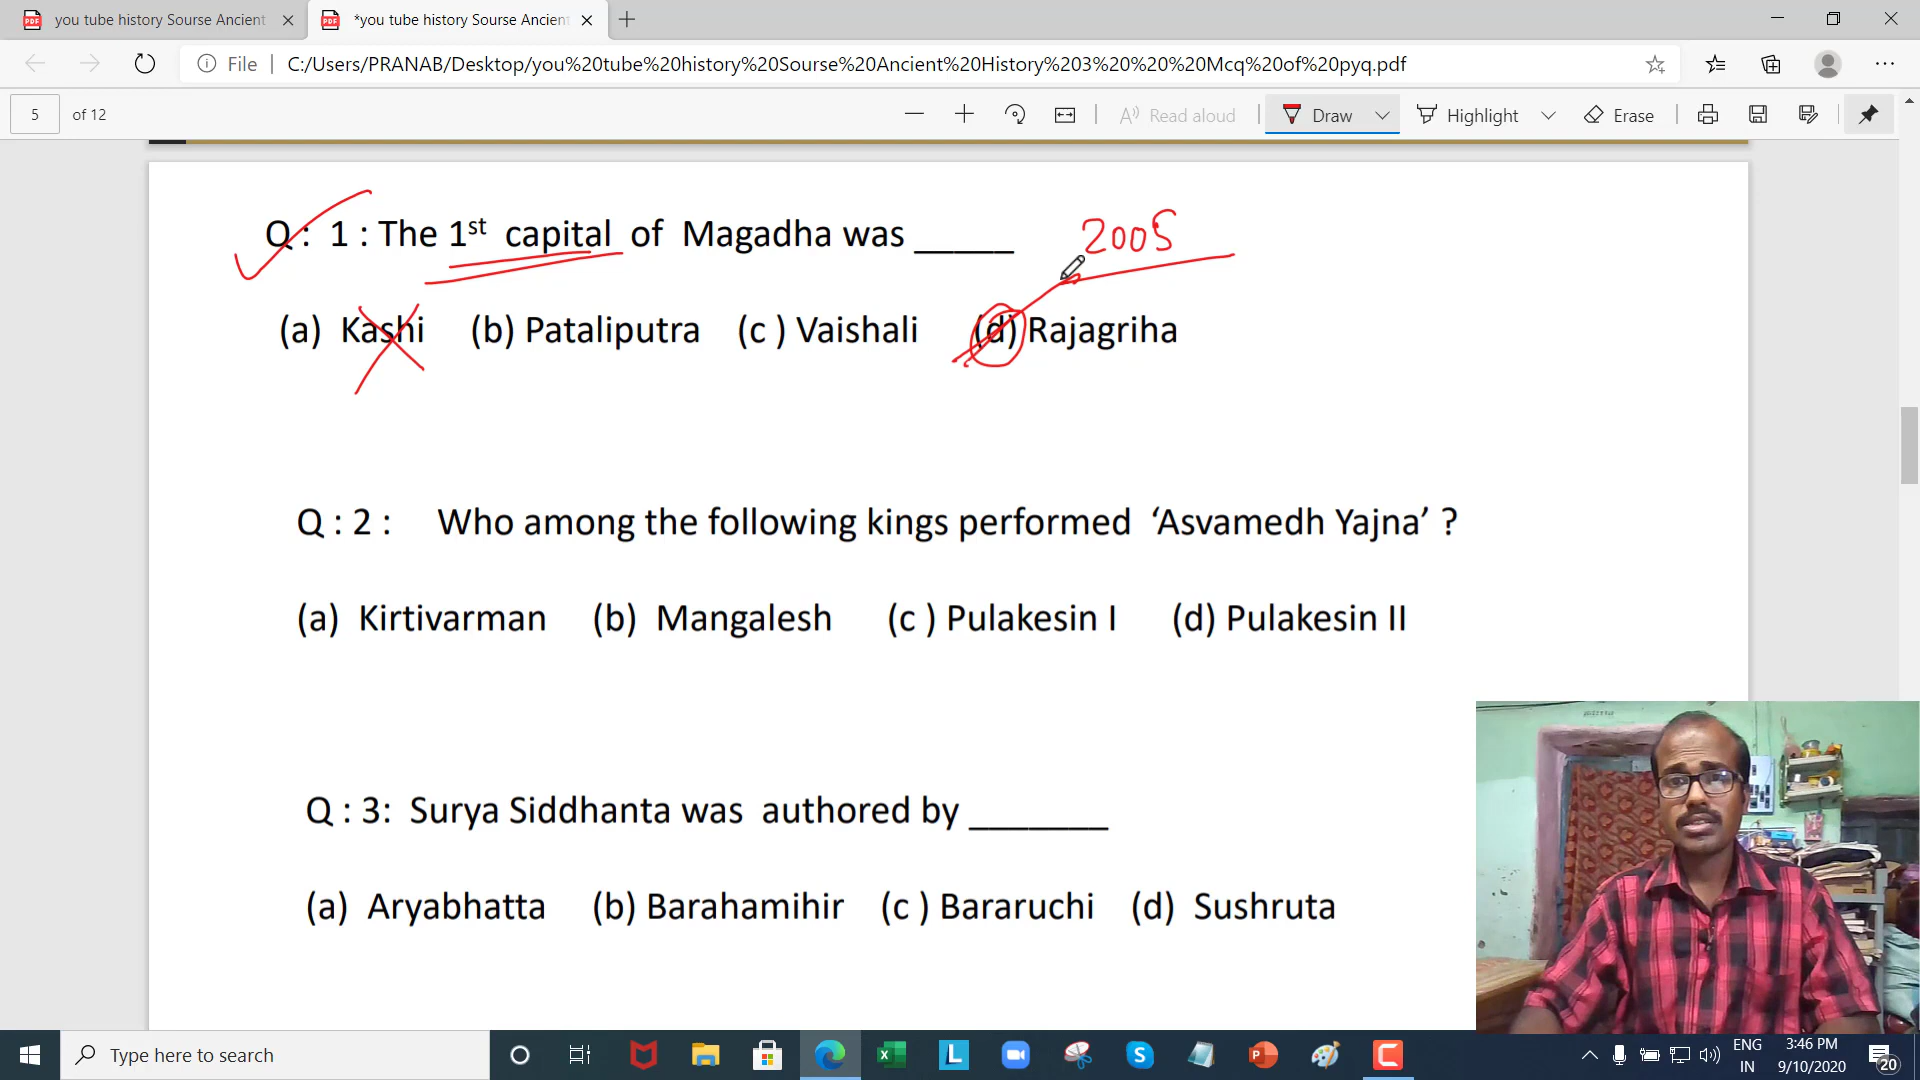 you tube history Sourse Ancient
*you tube history Sourse Ancien
File
C:/Users/PRANAB/Desktop/you%20tube%20history%20Sourse%20Ancient%20History%203%20%20%20Mcq%20of%20pyq.pdf
5 of 12
Read aloud
Draw
Highlight
Erase
Q : 1 : The 1st capital of Magadha was _____
2005
(a) Kashi (b) Pataliputra (c ) Vaishali (d) Rajagriha
Q : 2 : Who among the following kings performed ‘Asvamedh Yajna’ ?
(a) Kirtivarman (b) Mangalesh (c ) Pulakesin I (d) Pulakesin II
Q : 3: Surya Siddhanta was authored by _______
(a) Aryabhatta (b) Barahamihir (c ) Bararuchi (d) Sushruta
Type here to search
ENG
IN
3:46 PM
9/10/2020
20